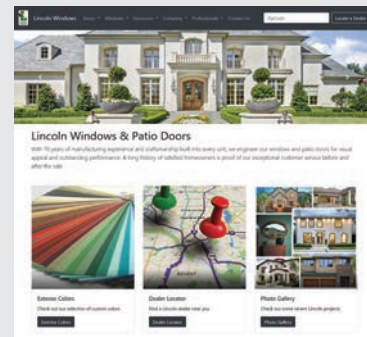 Lincoln Windows Doors Windows Resources Company Professionals Contact Us Locate a Dealer
Lincoln Windows & Patio Doors
With 70 years of manufacturing experience and craftsmanship built into every unit, we engineer our windows and patio doors for visual
appeal and outstanding performance. A long history of satisfied homeowners is proof of our exceptional customer service before and
after the sale.
Exterior Colors
Check out our selection of custom colors
Exterior Colors
Dealer Locator
Find a Lincoln dealer near you
Dealer Locator
Photo Gallery
Check out some recent Lincoln projects
Photo Gallery